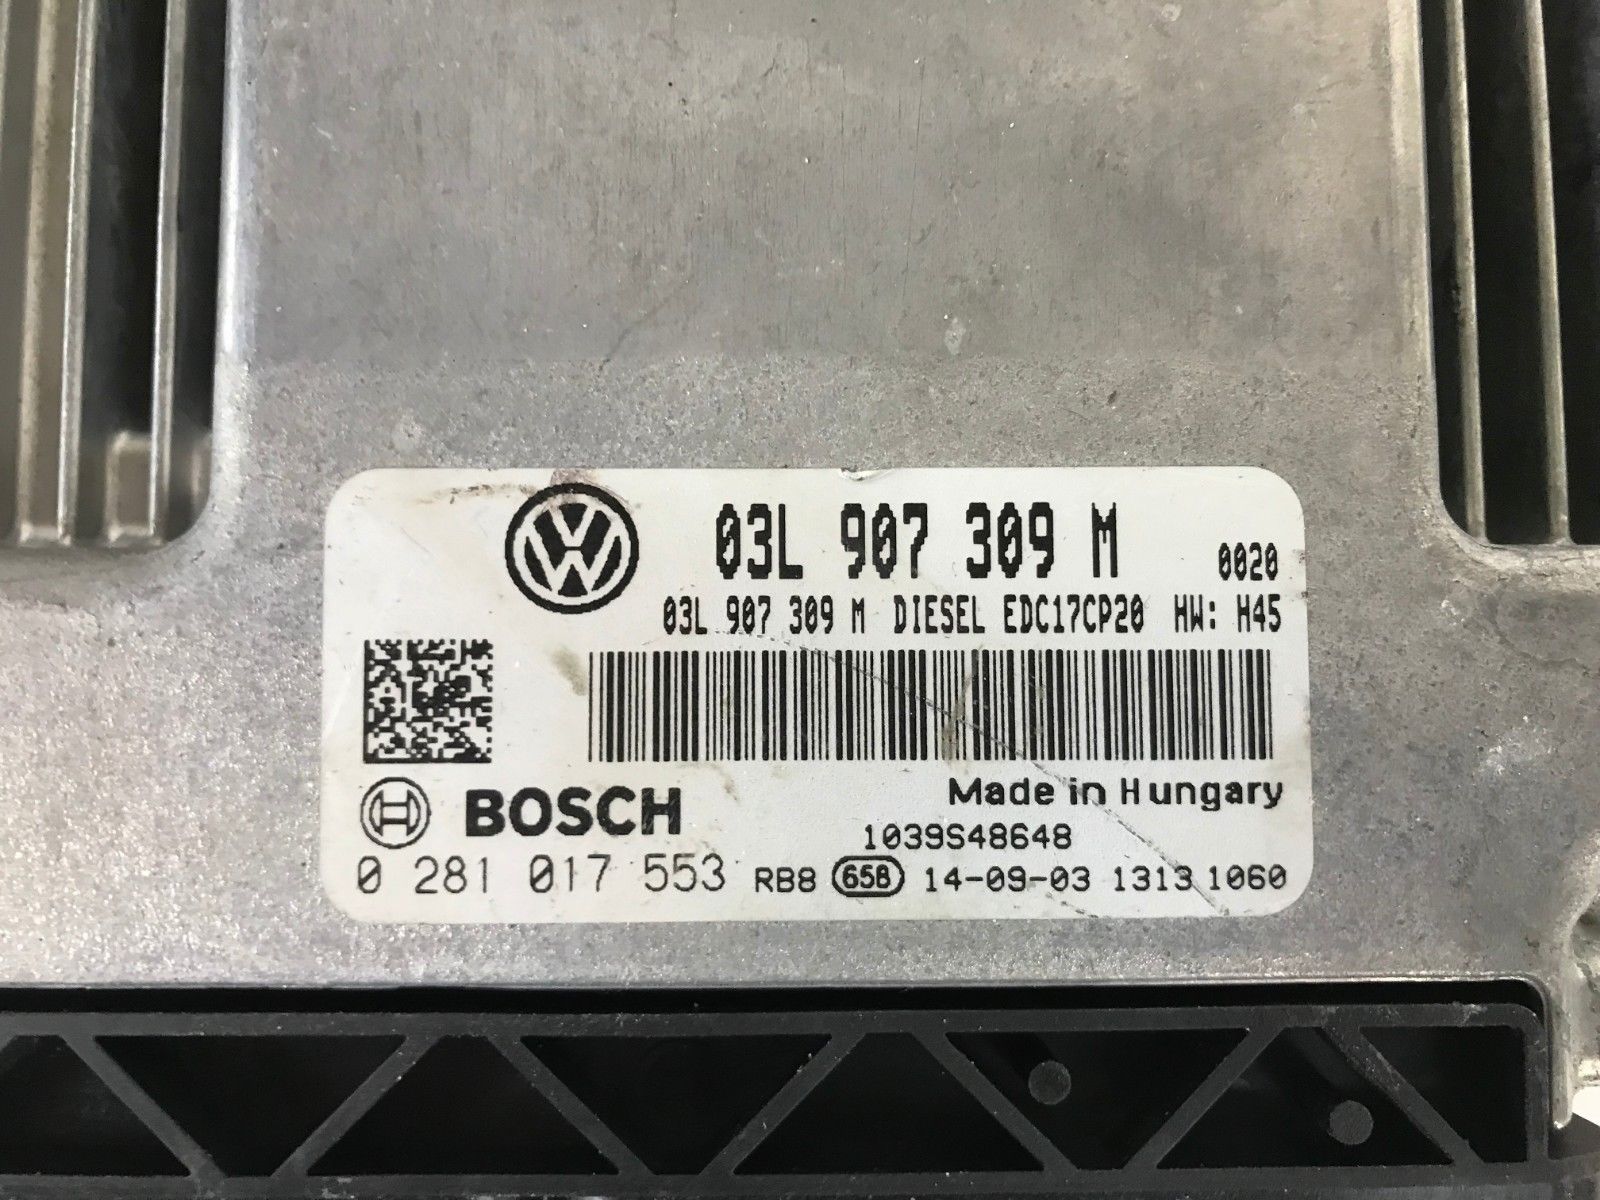 03L 907 309 M 0020
03L 907 309 M DIESEL EDC17CP20 HW: H45
Made in Hungary
BOSCH
1039S48648
0 281 017 553 RB8 65B 14-09-03 1313 1060